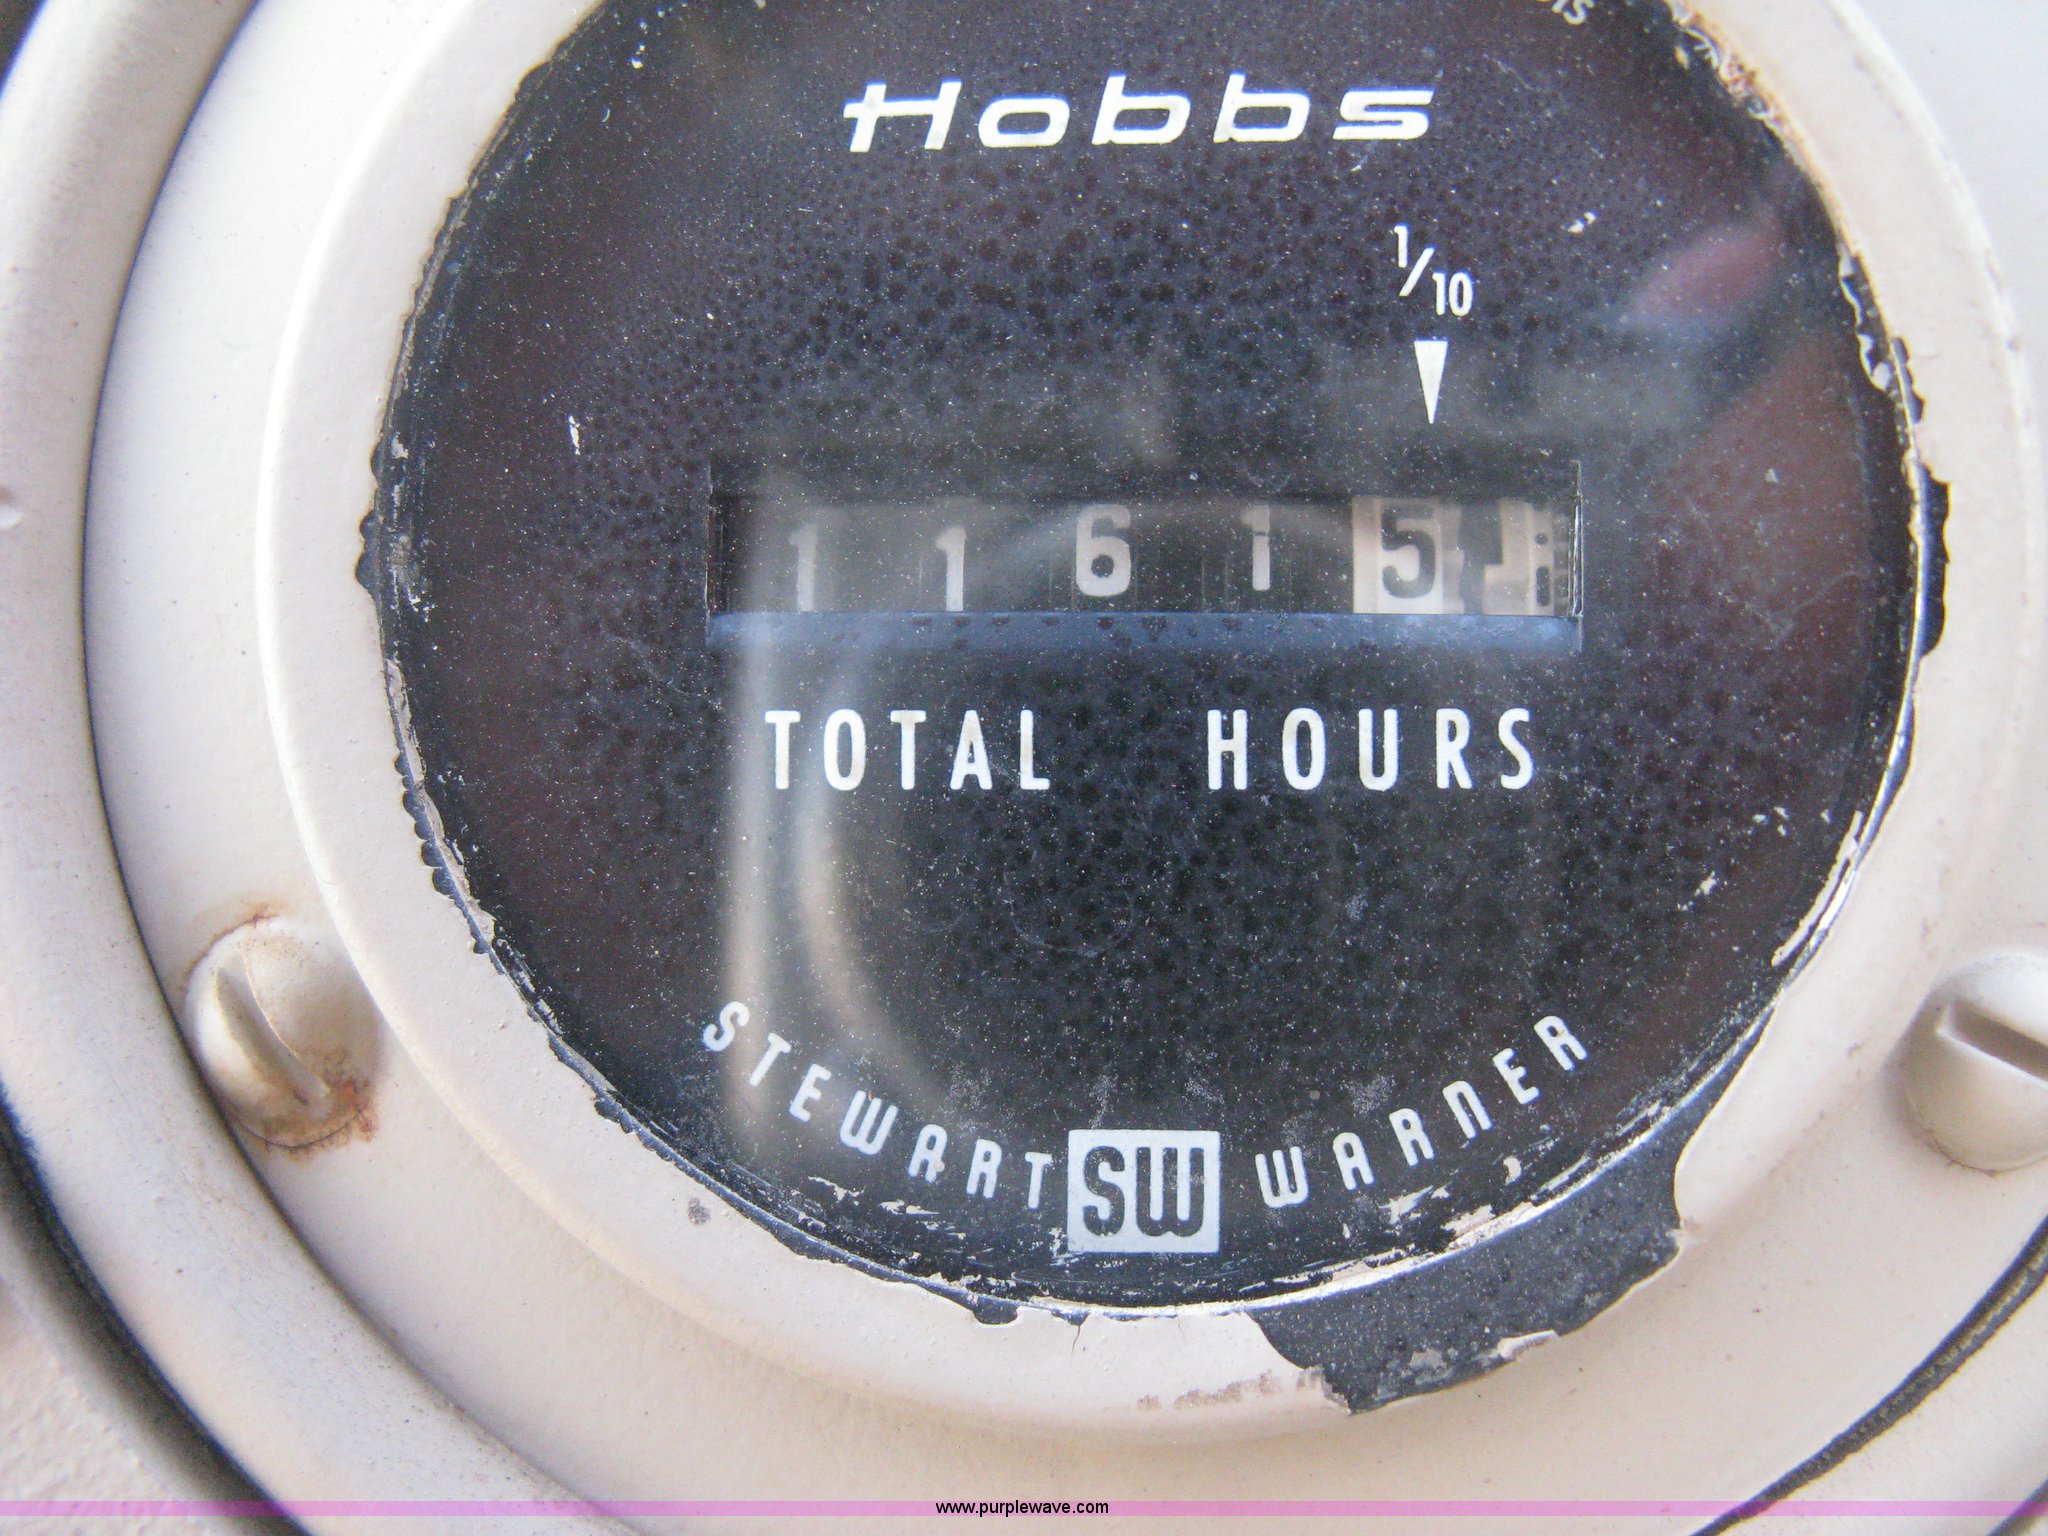 Hobbs
1/10
11615
TOTAL HOURS
STEWART SW WARNER
www.purplewave.com